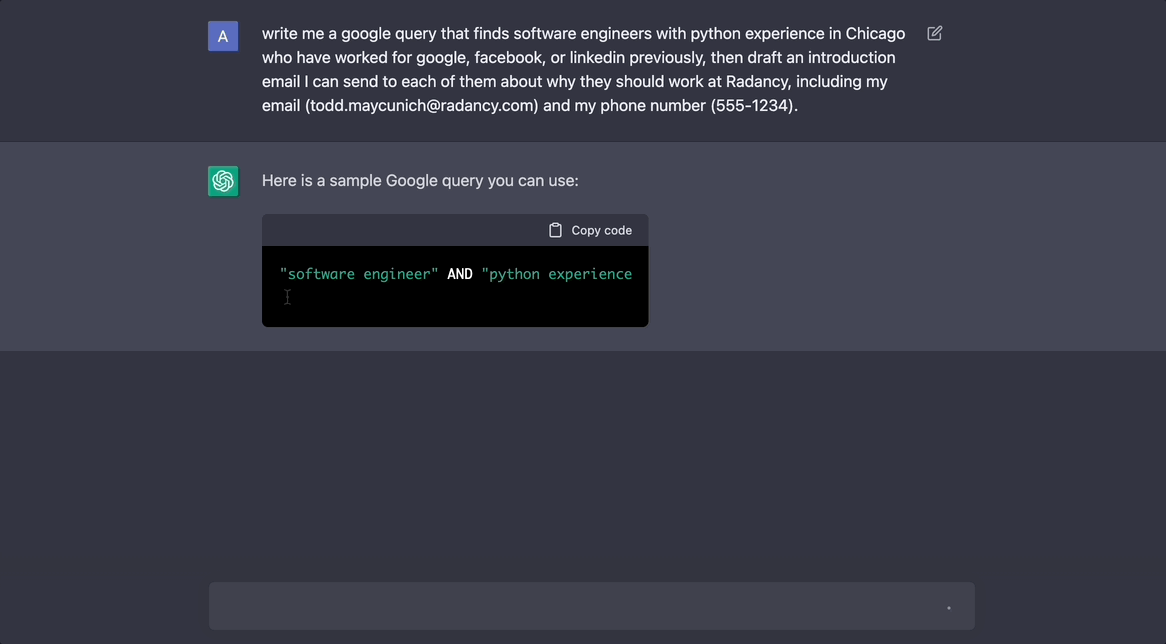 A
write me a google query that finds software engineers with python experience in Chicago
who have worked for google, facebook, or linkedin previously, then draft an introduction
email I can send to each of them about why they should work at Radancy, including my
email (todd.maycunich@radancy.com) and my phone number (555-1234).
Here is a sample Google query you can use:
Copy code
"software engineer" AND "python experience